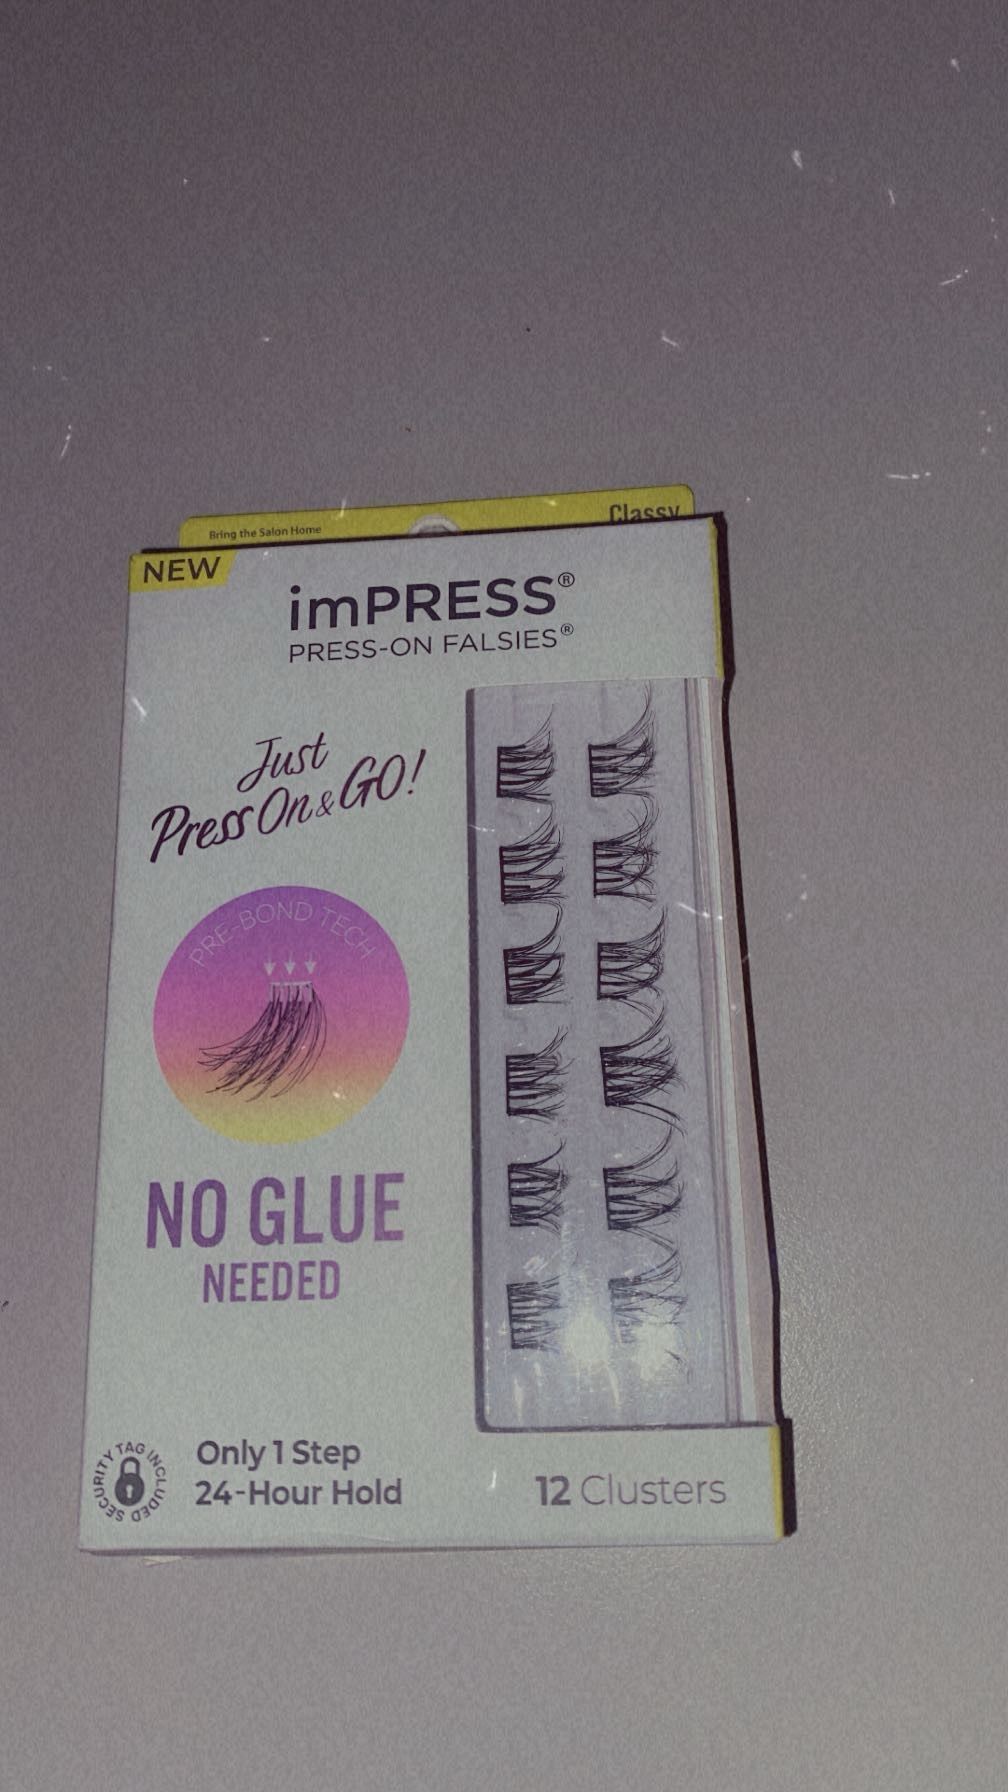 Bring the Salon Home
Classy
NEW
imPRESS®
PRESS-ON FALSIES®
Just
Press On & GO!
PRE-BOND TECH
NO GLUE
NEEDED
SECURITY TAG INCLUDED
Only 1 Step
24-Hour Hold
12 Clusters